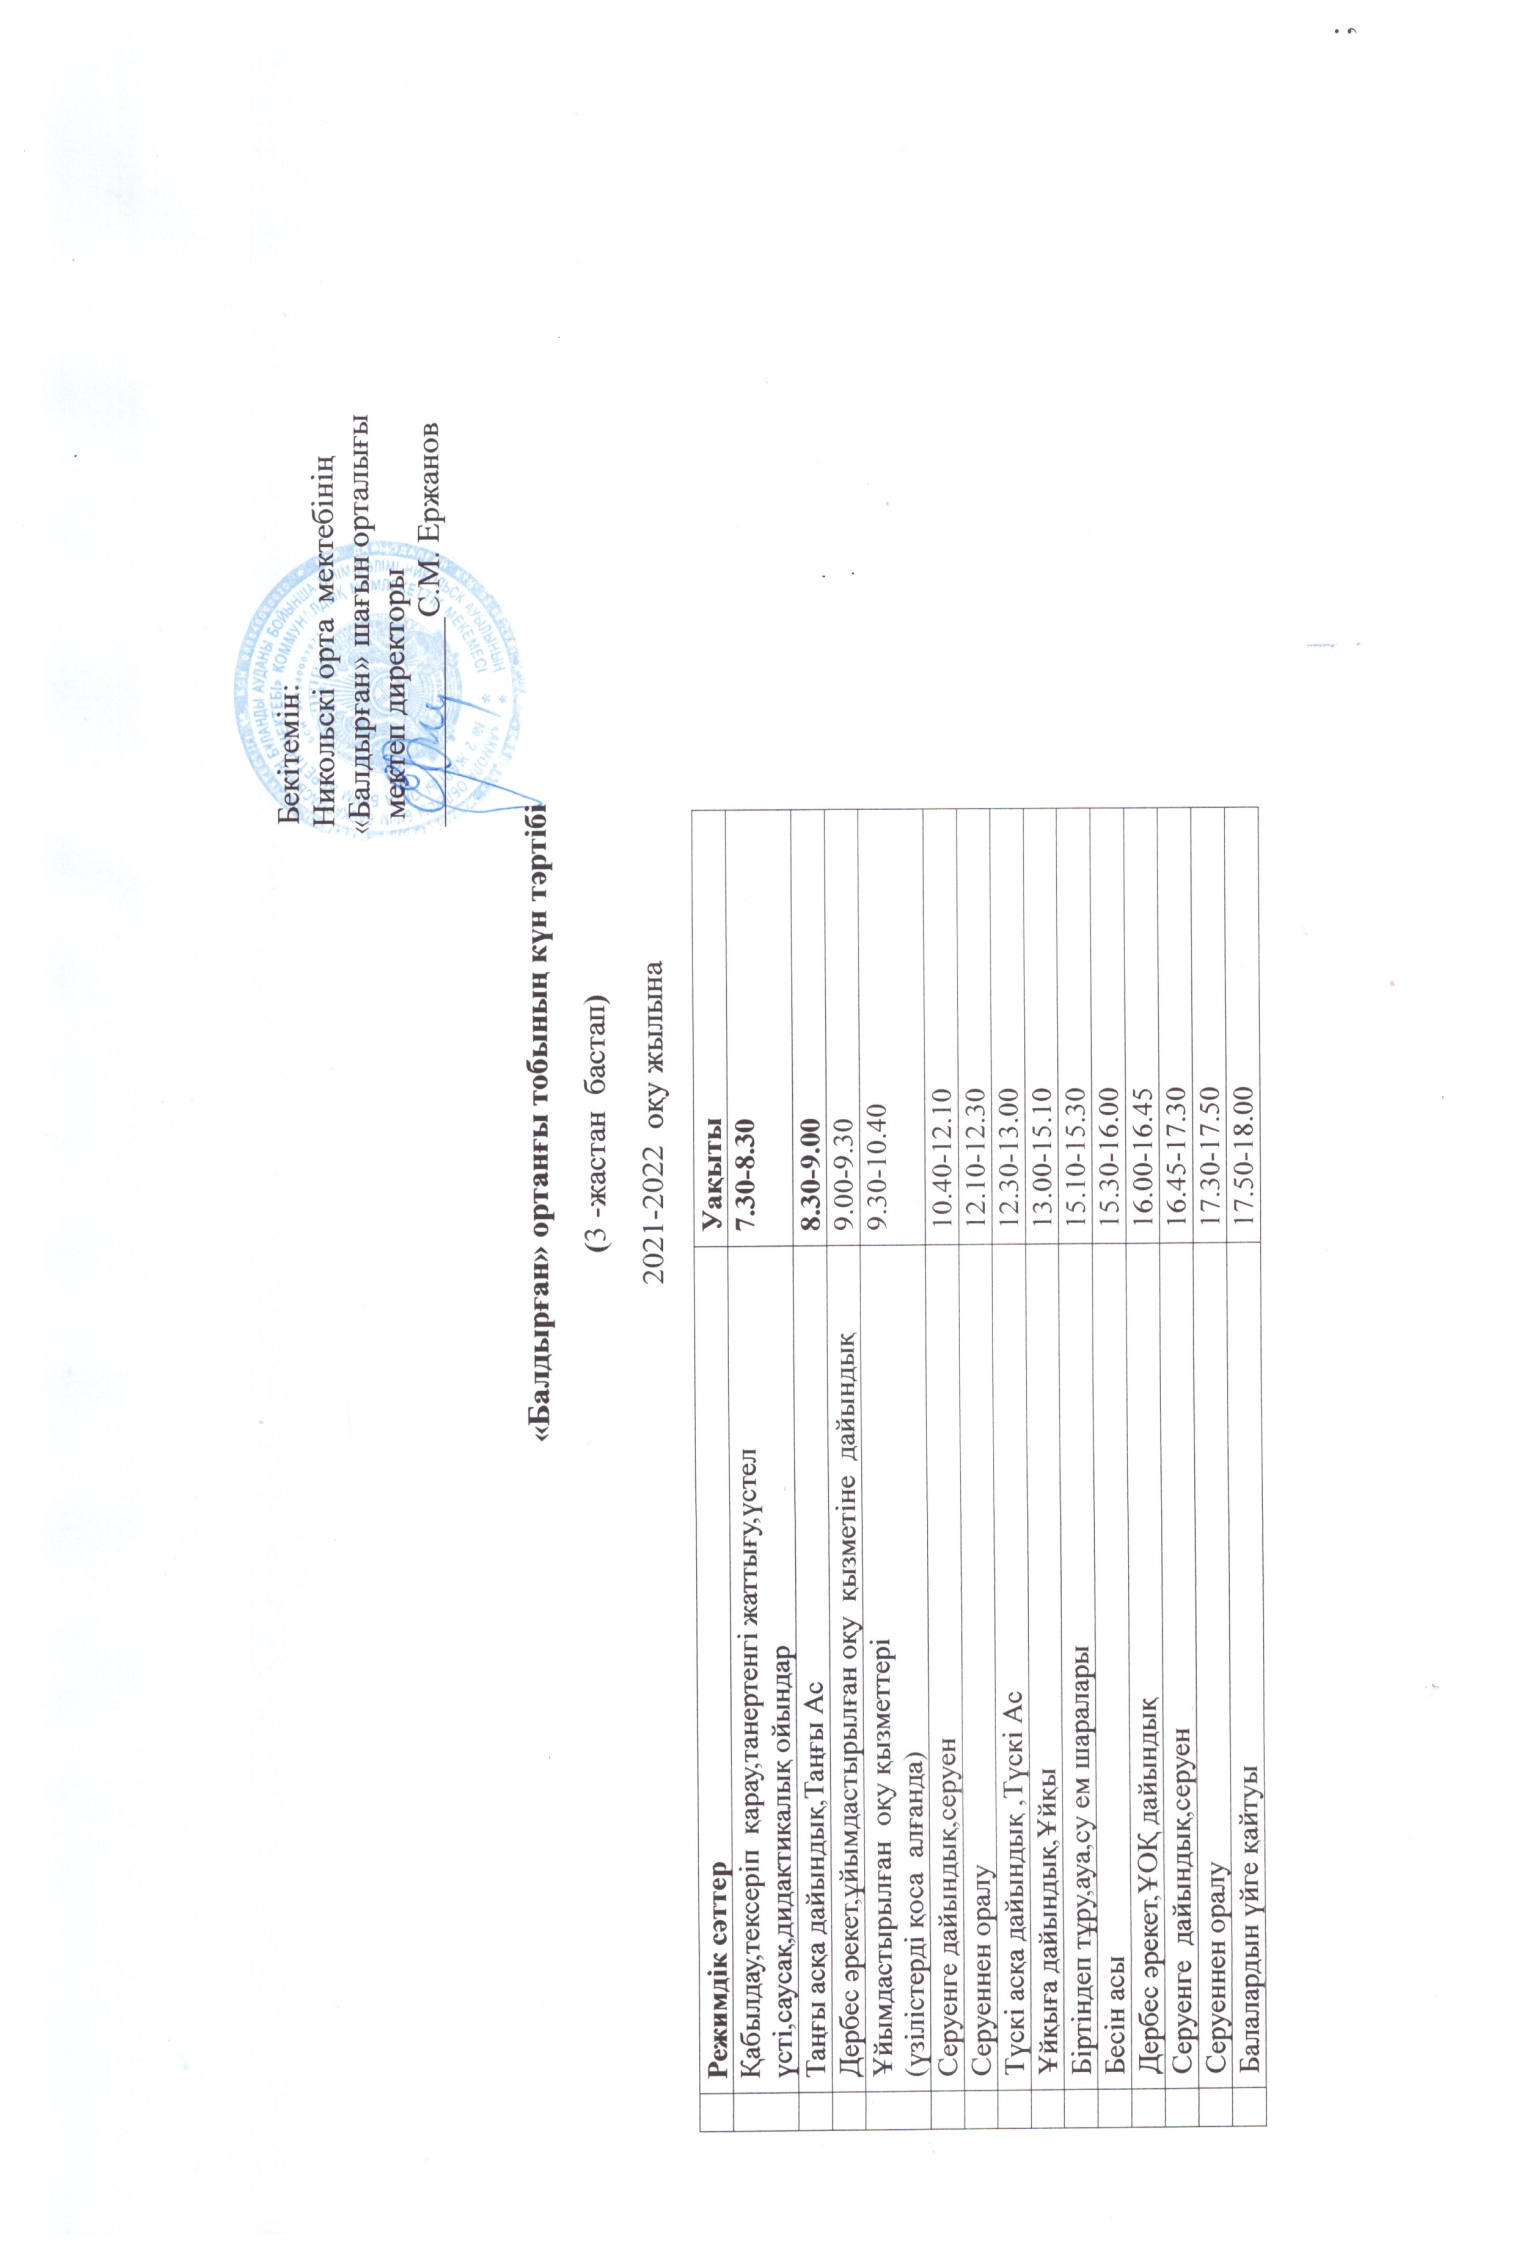 Бекітемін:
Никольскі орта мектебінің
«Балдырған» шағын орталығы
мектеп директоры
С.М. Ержанов
«Балдырған» ортанғы тобының күн тәртібі
(3 -жастан бастап)
2021-2022 оқу жылына
Режимдік сәттер Уақыты
Қабылдау,тексеріп қарау,танертенгі жаттығу,үстел 7.30-8.30
үсті,саусақ,дидактикалық ойындар
Таңғы асқа дайындық,Таңғы Ас 8.30-9.00
Дербес әрекет,ұйымдастырылған оқу қызметіне дайындық 9.00-9.30
Ұйымдастырылған оқу қызметтері 9.30-10.40
(үзілістерді қоса алғанда)
Серуенге дайындық,серуен 10.40-12.10
Серуеннен оралу 12.10-12.30
Түскі асқа дайындық ,Түскі Ас 12.30-13.00
Ұйқыға дайындық,Ұйқы 13.00-15.10
Біртіндеп тұру,ауа,су ем шаралары 15.10-15.30
Бесін асы 15.30-16.00
Дербес әрекет,ҰОҚ дайындық 16.00-16.45
Серуенге дайындық,серуен 16.45-17.30
Серуеннен оралу 17.30-17.50
Балалардын үйге қайтуы 17.50-18.00